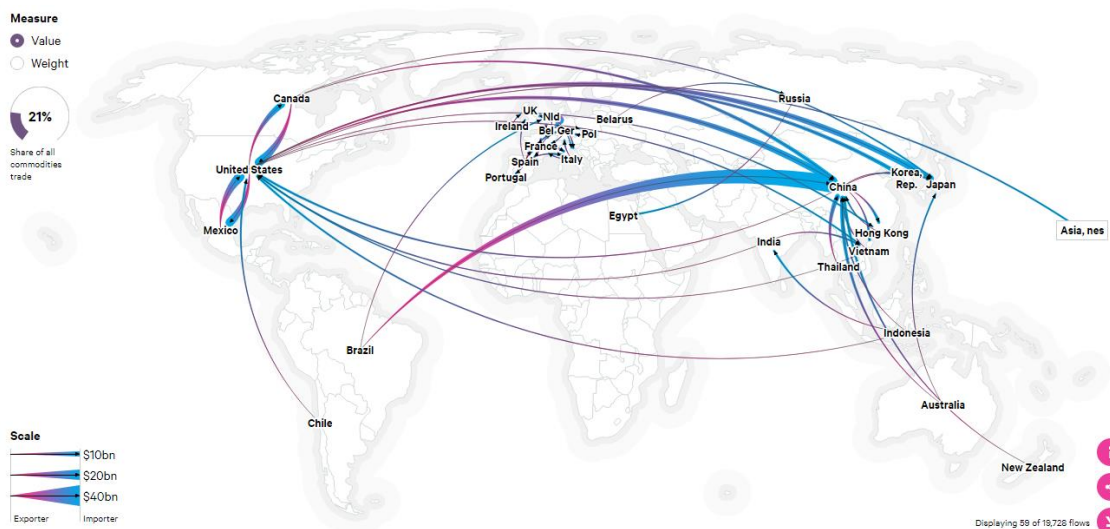 Measure
Value
Weight
21%
Share of all
commodities
trade
Canada
United States
Mexico
Chile
Brazil
UK
Nld
Ireland
Belarus
Bel
Ger
Pol
France
Spain
Italy
Portugal
Egypt
Russia
China
Korea,
Rep.
Japan
Hong Kong
India
Vietnam
Thailand
Asia, nes
Indonesia
Australia
New Zealand
Scale
$10bn
$20bn
$40bn
Exporter
Importer
Displaying 59 of 19,728 flows